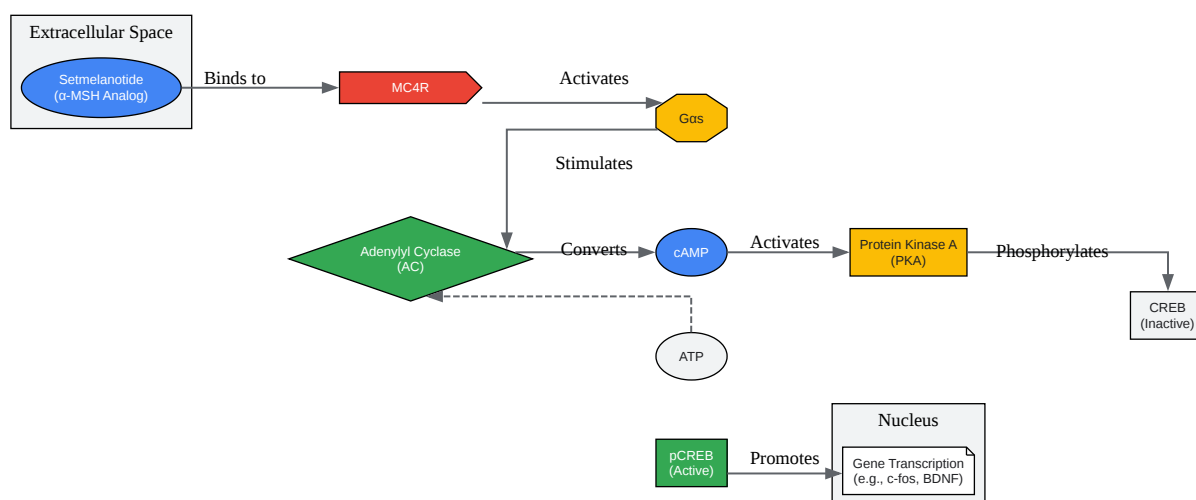 Extracellular Space
Setmelanotide
(α-MSH Analog)
Binds to
MC4R
Activates
Gαs
Stimulates
Adenylyl Cyclase
(AC)
Converts
cAMP
Activates
Protein Kinase A
(PKA)
Phosphorylates
CREB
(Inactive)
ATP
pCREB
(Active)
Promotes
Nucleus
Gene Transcription
(e.g., c-fos, BDNF)